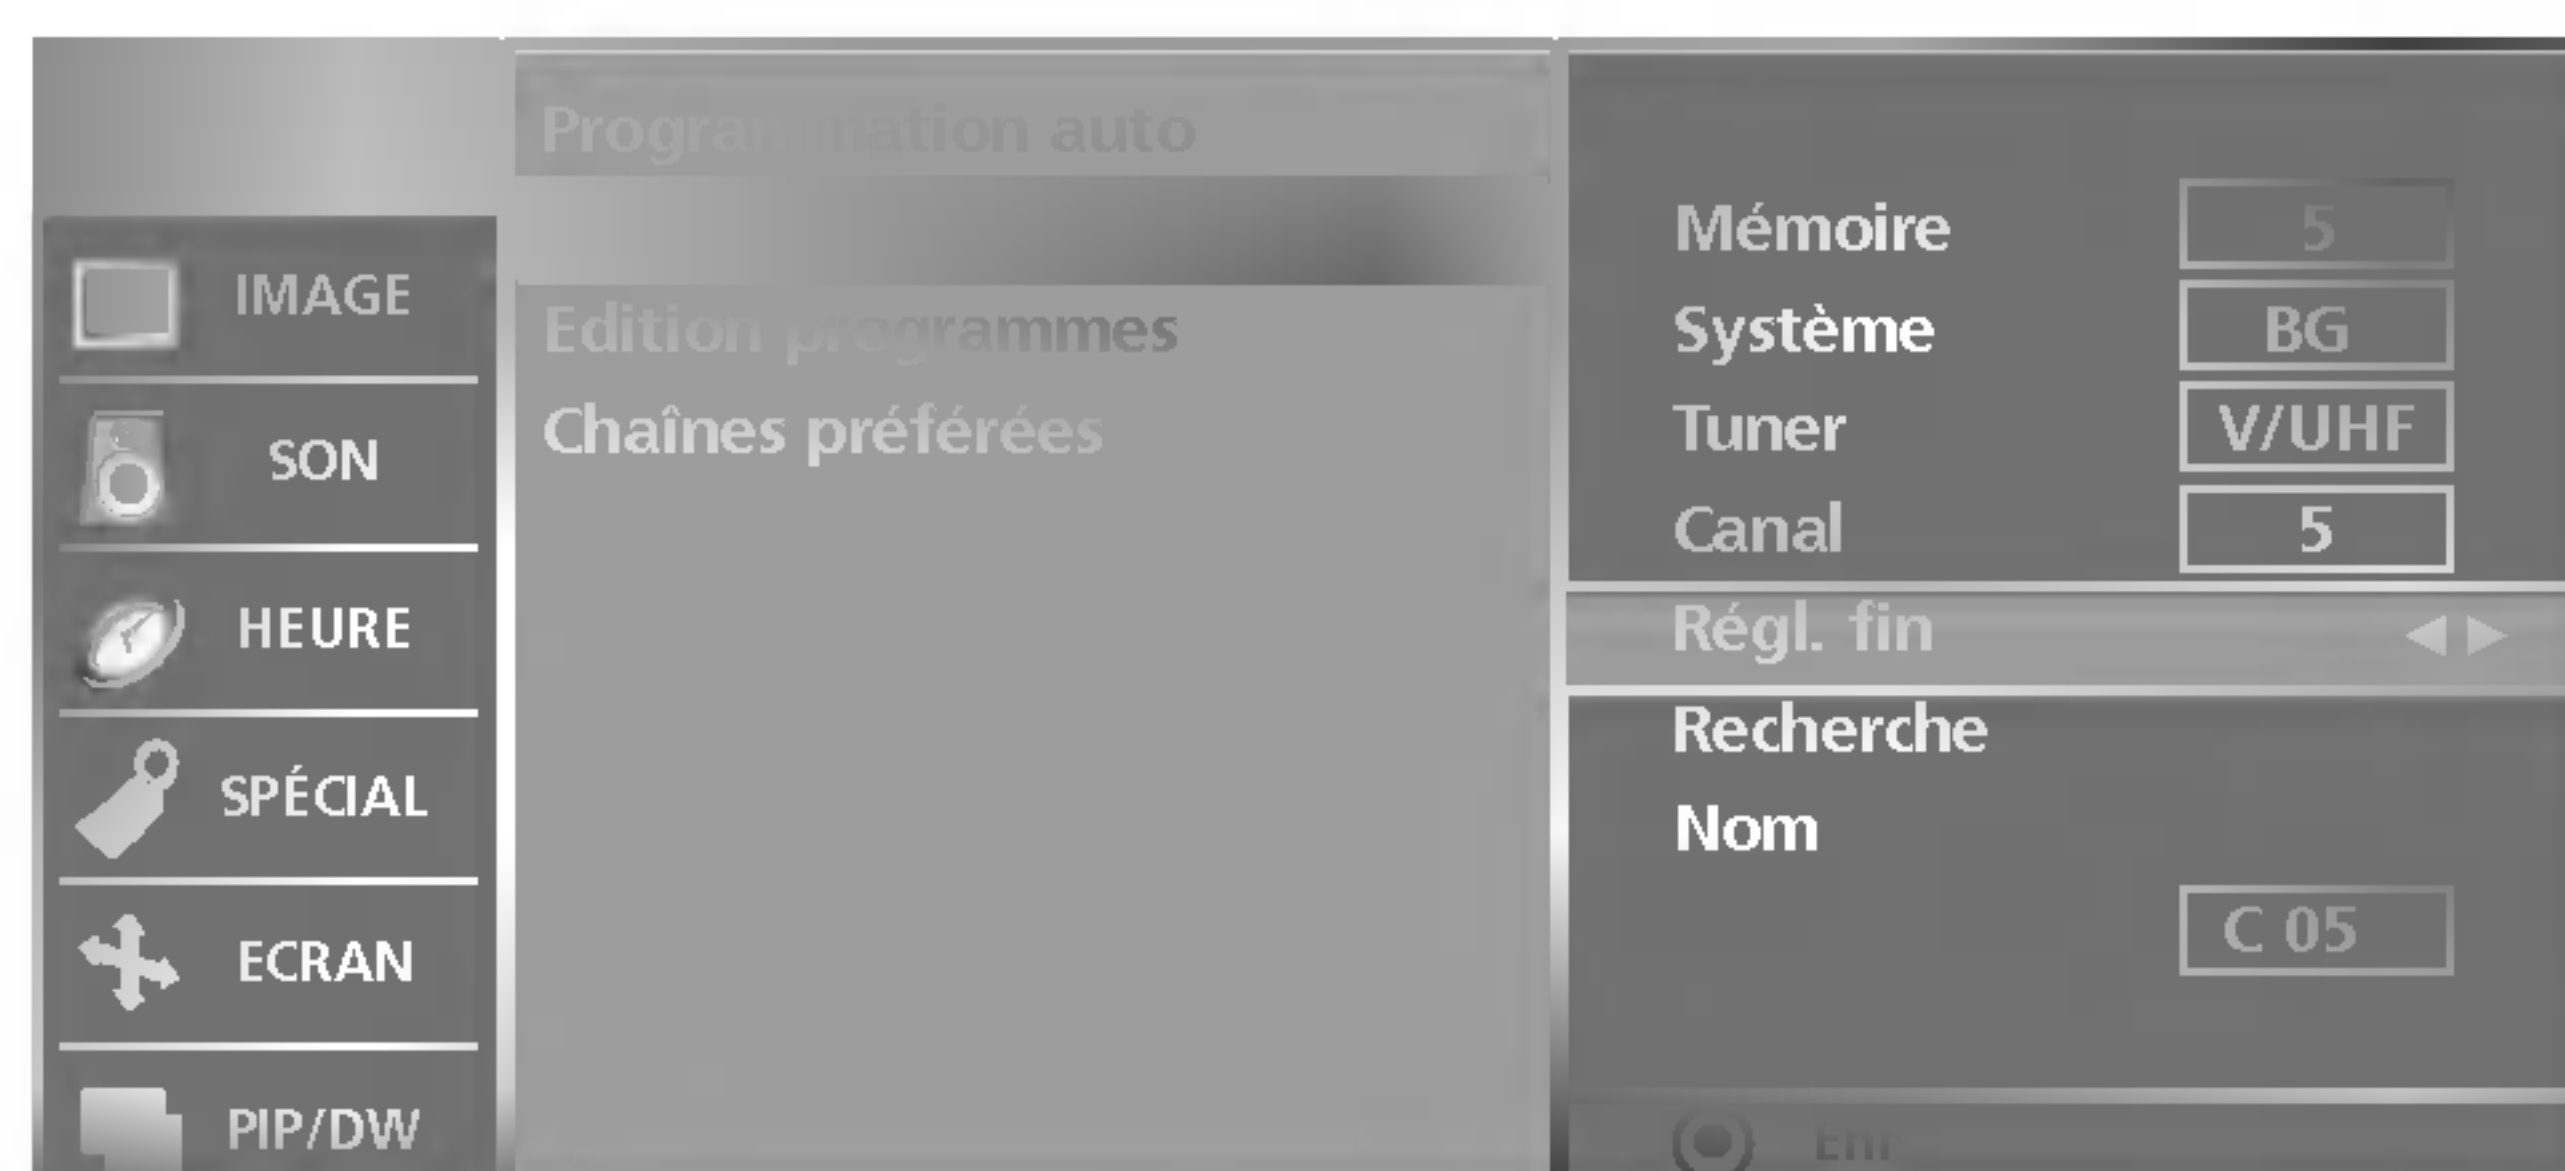 IMAGE
SON
HEURE
SPÉCIAL
ECRAN
PIP/DW
Programmation auto
Edition programmes
Chaînes préférées
Mémoire 5
Système BG
Tuner V/UHF
Canal 5
Régl. fin
Recherche
Nom
C 05
Enr